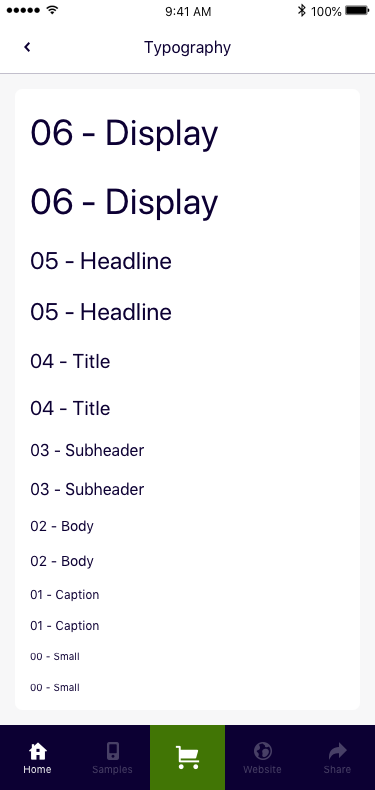 9:41 AM 100%
Typography
06 - Display
06 - Display
05 - Headline
05 - Headline
04 - Title
04 - Title
03 - Subheader
03 - Subheader
02 - Body
02 - Body
01 - Caption
01 - Caption
00 - Small
00 - Small
Home Samples Website Share